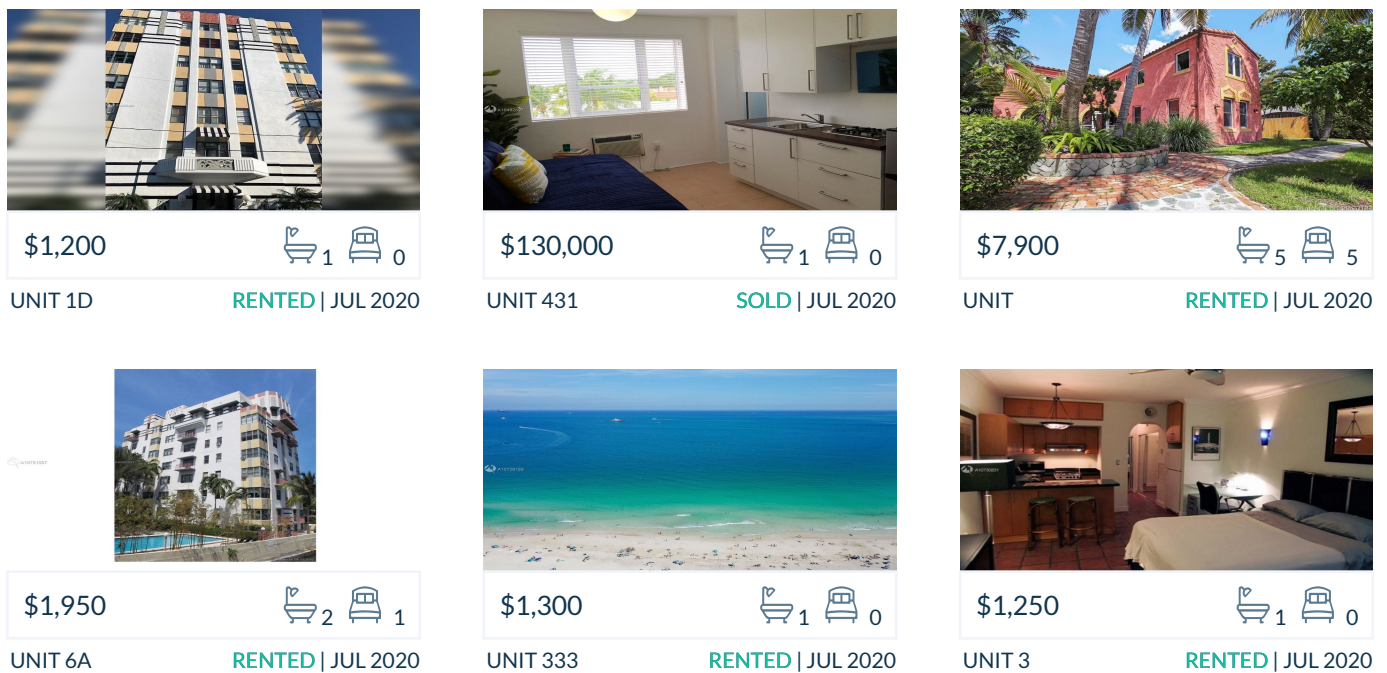 $1,200 1 0
UNIT 1D RENTED | JUL 2020
$130,000 1 0
UNIT 431 SOLD | JUL 2020
$7,900 5 5
UNIT RENTED | JUL 2020
$1,950 2 1
UNIT 6A RENTED | JUL 2020
$1,300 1 0
UNIT 333 RENTED | JUL 2020
$1,250 1 0
UNIT 3 RENTED | JUL 2020